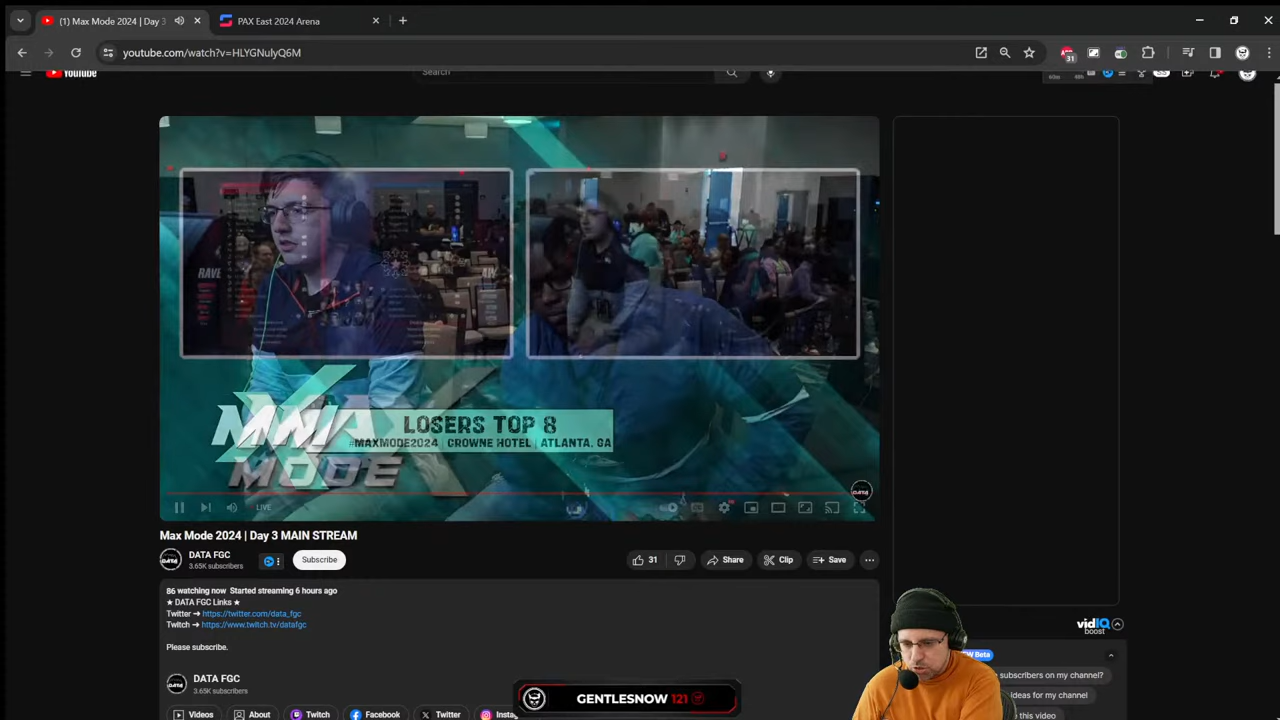 (1) Max Mode 2024 | Day 3
PAX East 2024 Arena
youtube.com/watch?v=HLYGNulyQ6M
31
YouTube
Search
RAVE
LOSERS TOP 8
#MAXMODE2024 | CROWNE HOTEL | ATLANTA. GA
MAX
MODE
LIVE
DATA
Max Mode 2024 | Day 3 MAIN STREAM
DATA FGC
3.65K subscribers
Subscribe
31
Share
Clip
Save
86 watching now Started streaming 6 hours ago
★ DATA FGC Links ★
Twitter ➔ https://twitter.com/data_fgc
Twitch ➔ https://www.twitch.tv/datafgc
Please subscribe.
DATA FGC
3.65K subscribers
Videos
About
Twitch
Facebook
Twitter
Instag
GENTLESNOW 121
vidIQ
boost
Beta
subscribers on my channel?
ideas for my channel
this video